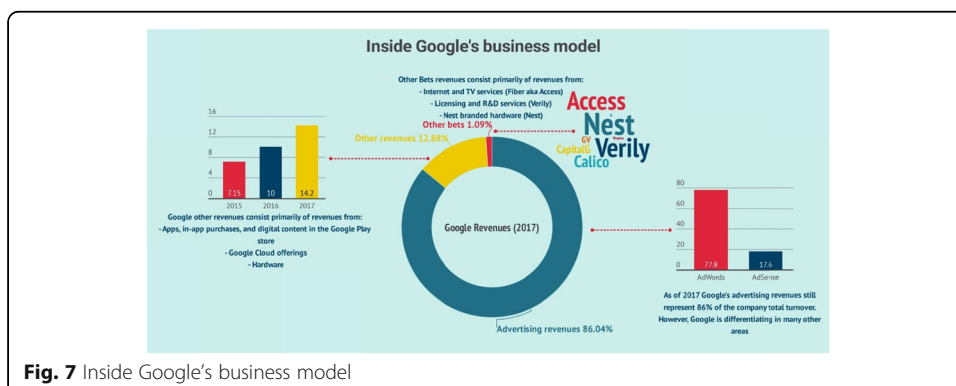 Inside Google's business model
Other Bets revenues consist primarily of revenues from:
- Internet and TV services (Fiber aka Access)
- Licensing and R&D services (Verily)
- Nest branded hardware (Nest)
Other bets 1.09%
Other revenues 12.88%
Access
Nest
GV
CapitalG
Verily
Calico
16
12
8
4
0
7.15
10
14.2
2015
2016
2017
Google other revenues consist primarily of revenues from:
- Apps, in-app purchases, and digital content in the Google Play
store
- Google Cloud offerings
- Hardware
Google Revenues (2017)
80
60
40
20
0
77.8
17.6
AdWords
AdSense
As of 2017 Google's advertising revenues still
represent 86% of the company total turnover.
However, Google is differentiating in many other
areas
Advertising revenues 86.04%
Fig. 7 Inside Google's business model